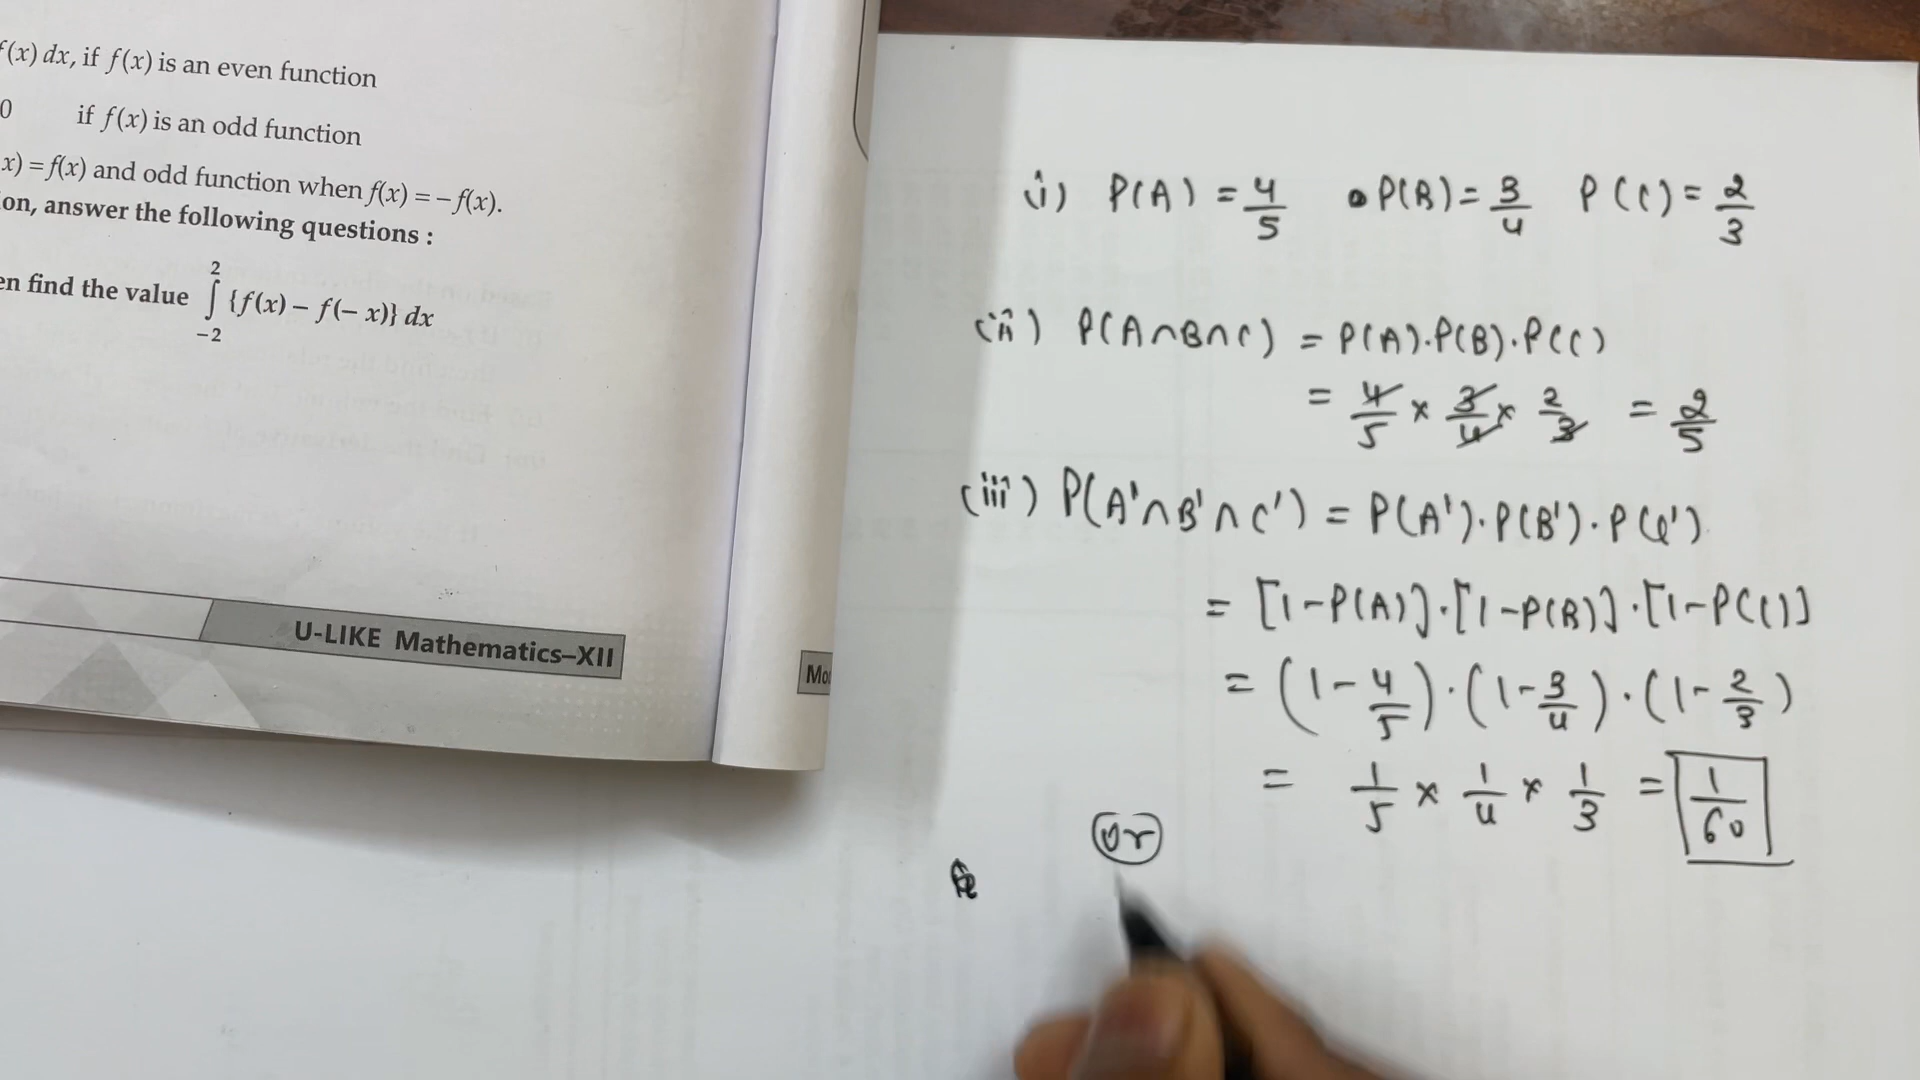 f(x) dx, if f(x) is an even function
0 if f(x) is an odd function
x) = f(x) and odd function when f(x) = – f(x).
on, answer the following questions :
en find the value ∫_{–2}^{2} {f(x) – f(– x)} dx
U-LIKE Mathematics–XII
Mo
(i) P(A) = 4/5 P(B) = 3/4 P(C) = 2/3
(ii) P(A∩B∩C) = P(A).P(B).P(C)
= 4/5 × 3/4 × 2/3 = 2/5
(iii) P(A'∩B'∩C') = P(A').P(B').P(C')
= [1-P(A)].[1-P(B)].[1-P(C)]
= (1-4/5).(1-3/4).(1-2/3)
= 1/5 × 1/4 × 1/3 = 1/60
or